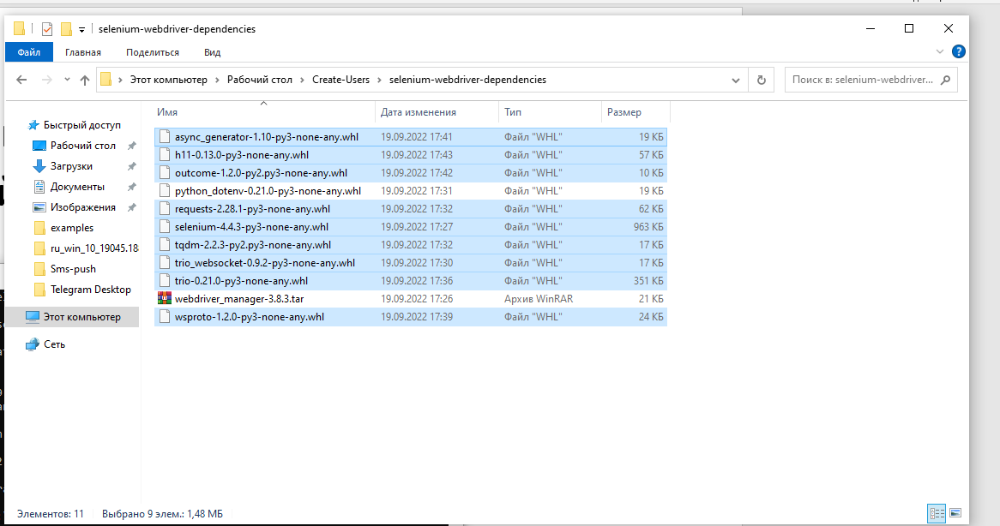 selenium-webdriver-dependencies
Файл Главная Поделиться Вид
Этот компьютер Рабочий стол Create-Users selenium-webdriver-dependencies
Поиск в: selenium-webdriver...
Быстрый доступ
Рабочий стол
Загрузки
Документы
Изображения
examples
ru_win_10_19045.18
Sms-push
Telegram Desktop
Этот компьютер
Сеть
Имя Дата изменения Тип Размер
async_generator-1.10-py3-none-any.whl 19.09.2022 17:41 Файл "WHL" 19 КБ
h11-0.13.0-py3-none-any.whl 19.09.2022 17:43 Файл "WHL" 57 КБ
outcome-1.2.0-py2.py3-none-any.whl 19.09.2022 17:42 Файл "WHL" 10 КБ
python_dotenv-0.21.0-py3-none-any.whl 19.09.2022 17:31 Файл "WHL" 19 КБ
requests-2.28.1-py3-none-any.whl 19.09.2022 17:32 Файл "WHL" 62 КБ
selenium-4.4.3-py3-none-any.whl 19.09.2022 17:27 Файл "WHL" 963 КБ
tqdm-2.2.3-py2.py3-none-any.whl 19.09.2022 17:32 Файл "WHL" 17 КБ
trio_websocket-0.9.2-py3-none-any.whl 19.09.2022 17:30 Файл "WHL" 17 КБ
trio-0.21.0-py3-none-any.whl 19.09.2022 17:36 Файл "WHL" 351 КБ
webdriver_manager-3.8.3.tar 19.09.2022 17:26 Архив WinRAR 21 КБ
wsproto-1.2.0-py3-none-any.whl 19.09.2022 17:39 Файл "WHL" 24 КБ
Элементов: 11 Выбрано 9 элем.: 1,48 МБ